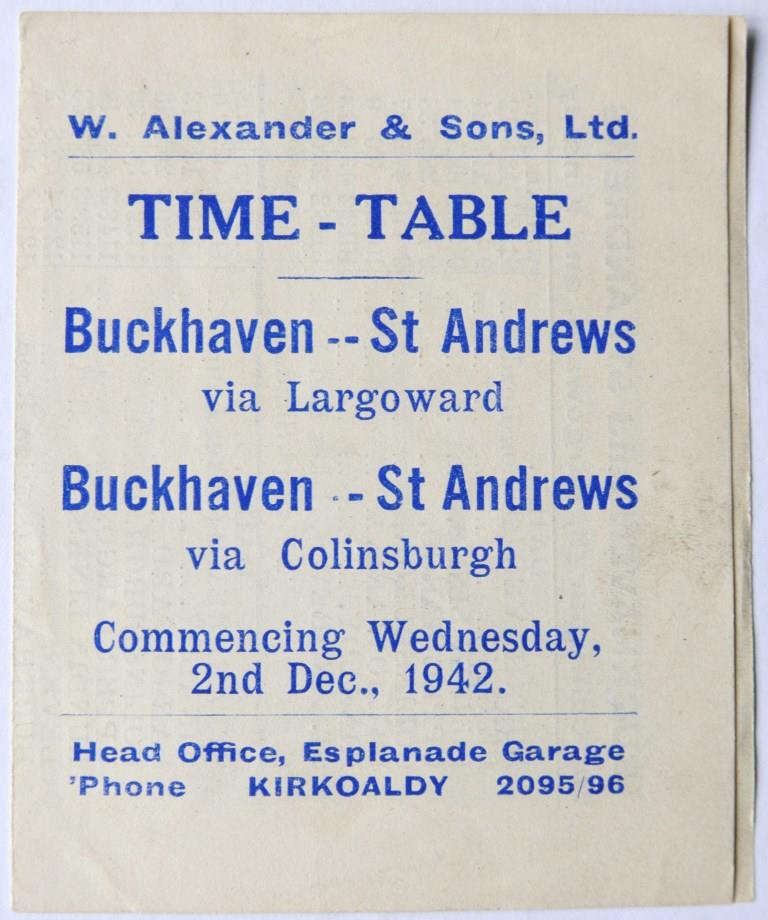 W. Alexander & Sons, Ltd.
TIME - TABLE
Buckhaven -- St Andrews
via Largoward
Buckhaven -- St Andrews
via Colinsburgh
Commencing Wednesday,
2nd Dec., 1942.
Head Office, Esplanade Garage
'Phone KIRKOALDY 2095/96